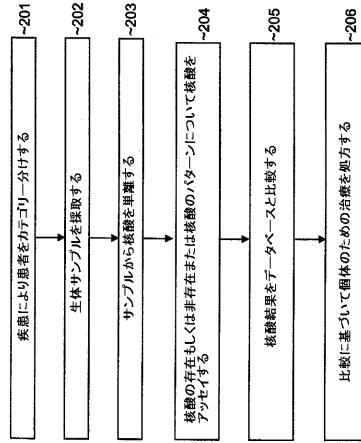 疾患により患者をカテゴリー分けする ~201
生体サンプルを採取する ~202
サンプルから核酸を単離する ~203
核酸の存在もしくは非存在または核酸のパターンについて核酸を
アッセイする ~204
核酸結果をデータベースと比較する ~205
比較に基づいて個体のための治療を処方する ~206